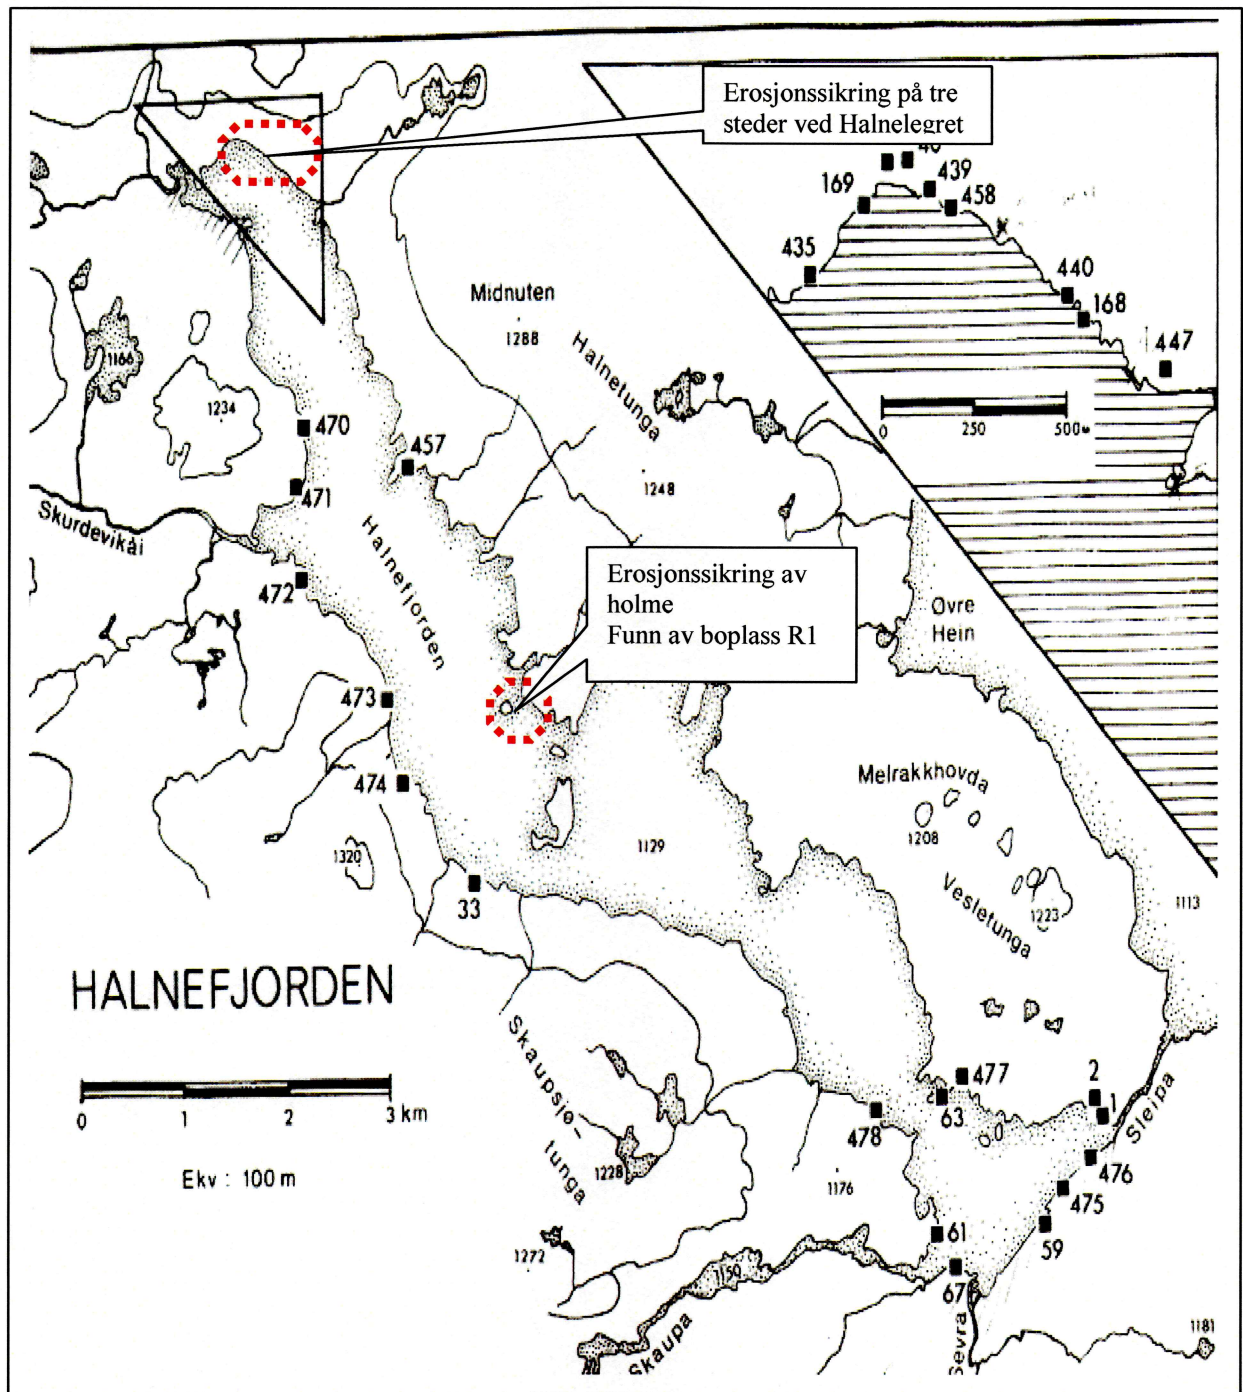 Erosjonssikring på tre
steder ved Halnelegret
439
169
458
435
440
168
447
0 250 500 M
Midnuten
1288
Halnetunga
1166
1234
470
457
471
1248
Skurdevikåi
Halnefjorden
472
Erosjonssikring av
holme
Funn av boplass R1
Øvre
Hein
473
474
Melrakkhovda
1208
1320
1129
33
Vesletunga
1223
1113
HALNEFJORDEN
0 1 2 3 km
Ekv : 100 m
Skaupsjø-
tunga
1228
1272
477
2
63
1
478
Sleipa
476
475
1176
59
61
67
1150
Skaupa
Sevra
1181